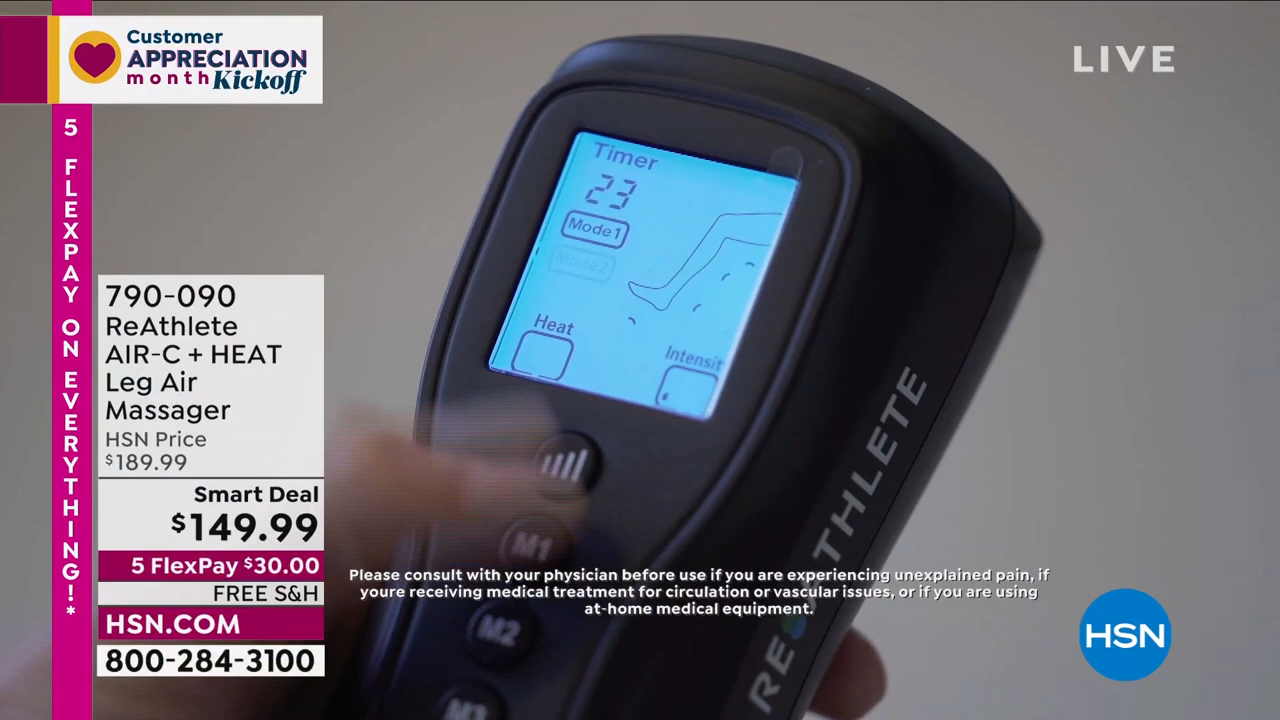 Customer
APPRECIATION
month Kickoff
LIVE
5 FLEXPAY ON EVERYTHING!*
790-090
ReAthlete
AIR-C + HEAT
Leg Air
Massager
HSN Price
$189.99
Smart Deal
$149.99
5 FlexPay $30.00
FREE S&H
HSN.COM
800-284-3100
Timer
23
Mode1
Mode2
Heat
Intensit
M1
M2
M3
REATHLETE
Please consult with your physician before use if you are experiencing unexplained pain, if
youre receiving medical treatment for circulation or vascular issues, or if you are using
at-home medical equipment.
HSN